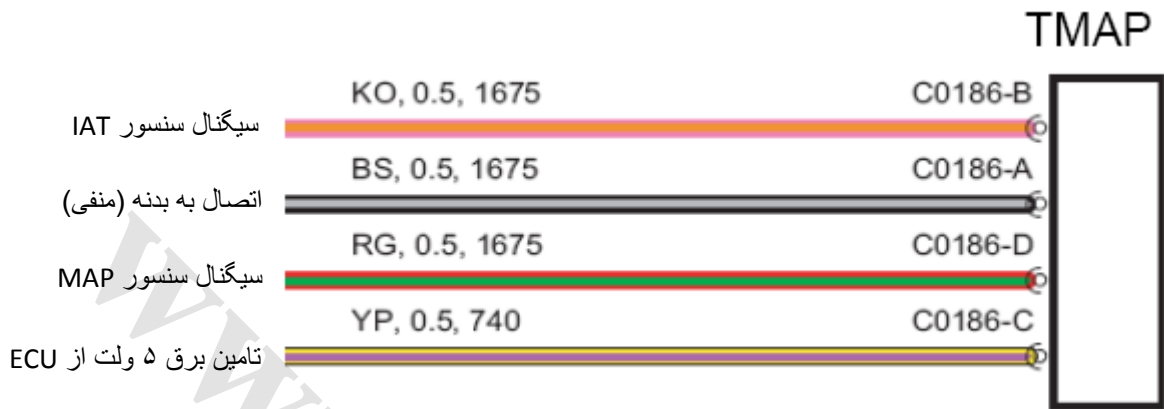 TMAP
KO, 0.5, 1675 C0186-B
سیگنال سنسور IAT
BS, 0.5, 1675 C0186-A
اتصال به بدنه (منفی)
RG, 0.5, 1675 C0186-D
سیگنال سنسور MAP
YP, 0.5, 740 C0186-C
تامین برق ۵ ولت از ECU